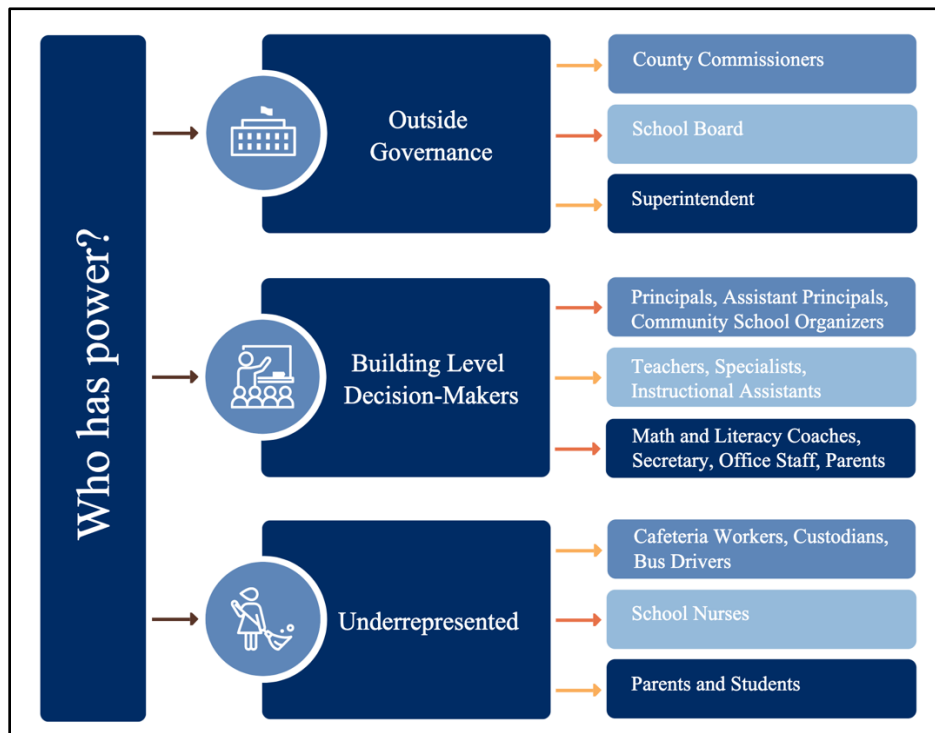 Who has power?
Outside
Governance
County Commissioners
School Board
Superintendent
Building Level
Decision-Makers
Principals, Assistant Principals,
Community School Organizers
Teachers, Specialists,
Instructional Assistants
Math and Literacy Coaches,
Secretary, Office Staff, Parents
Underrepresented
Cafeteria Workers, Custodians,
Bus Drivers
School Nurses
Parents and Students